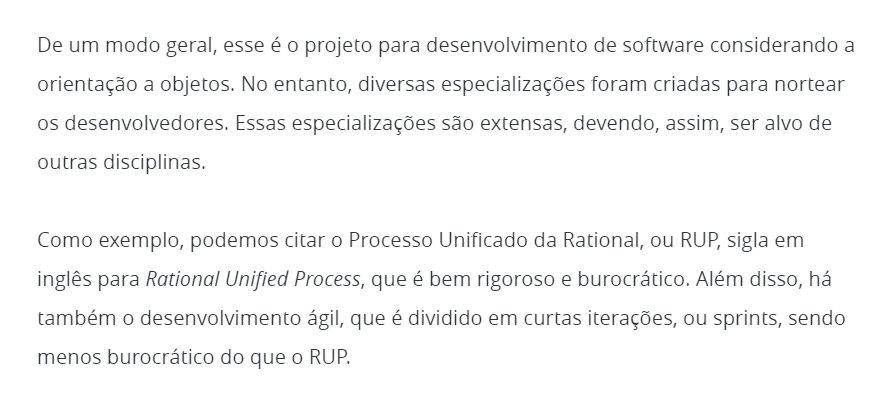 De um modo geral, esse é o projeto para desenvolvimento de software considerando a
orientação a objetos. No entanto, diversas especializações foram criadas para nortear
os desenvolvedores. Essas especializações são extensas, devendo, assim, ser alvo de
outras disciplinas.
Como exemplo, podemos citar o Processo Unificado da Rational, ou RUP, sigla em
inglês para Rational Unified Process, que é bem rigoroso e burocrático. Além disso, há
também o desenvolvimento ágil, que é dividido em curtas iterações, ou sprints, sendo
menos burocrático do que o RUP.